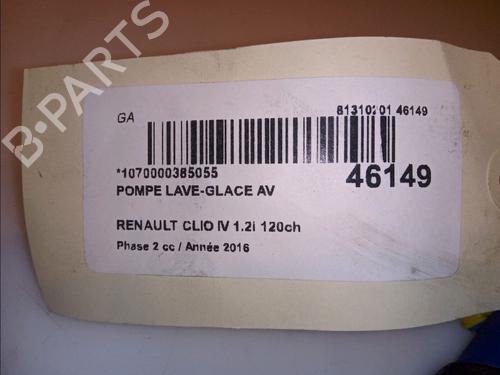 B-PARTS
GA
81310201 46149
*1070000385055
46149
POMPE LAVE-GLACE AV
RENAULT CLIO IV 1.2i 120ch
Phase 2 cc / Année 2016